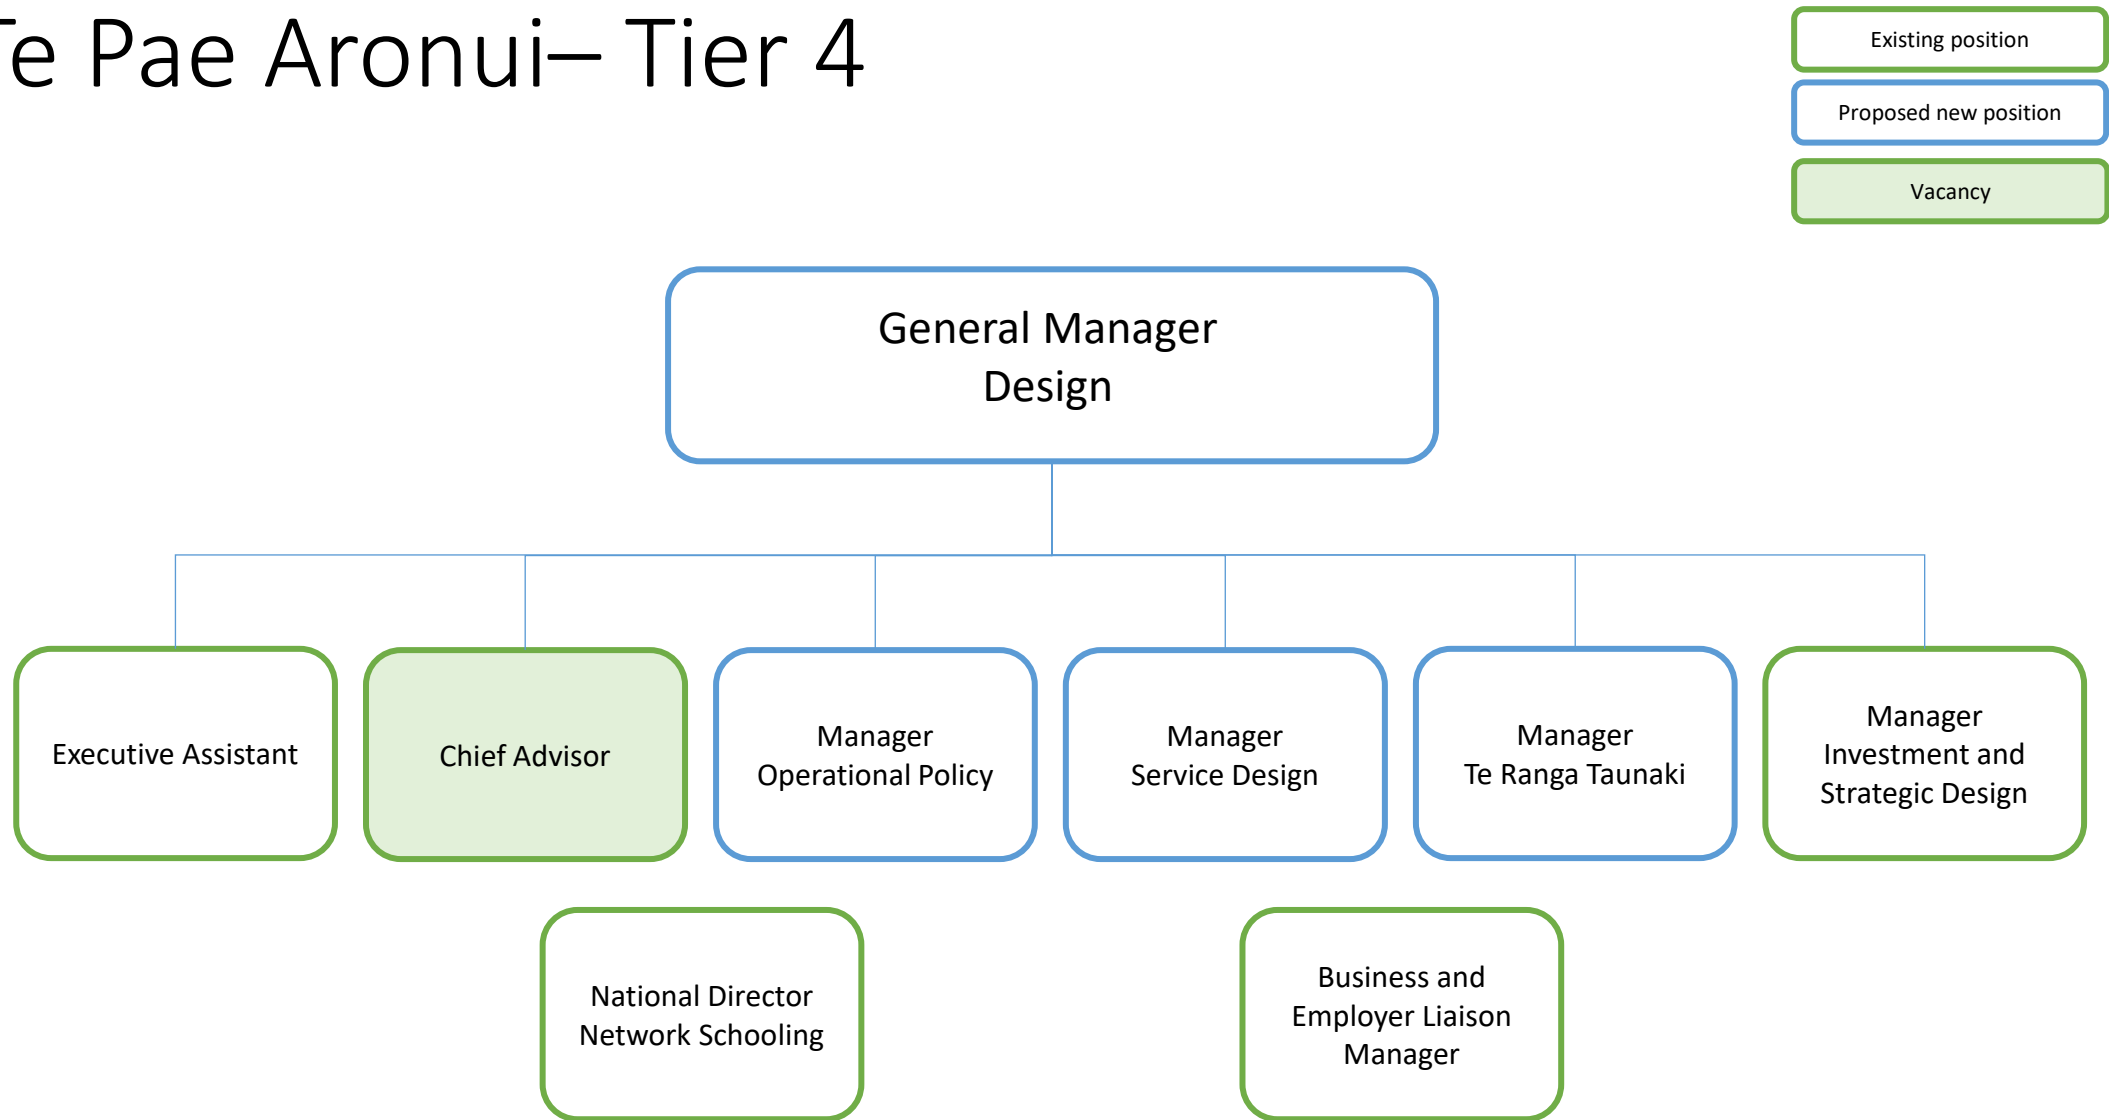 Te Pae Aronui– Tier 4
Existing position
Proposed new position
Vacancy
General Manager
Design
Executive Assistant
Chief Advisor
Manager
Operational Policy
Manager
Service Design
Manager
Te Ranga Taunaki
Manager
Investment and
Strategic Design
National Director
Network Schooling
Business and
Employer Liaison
Manager